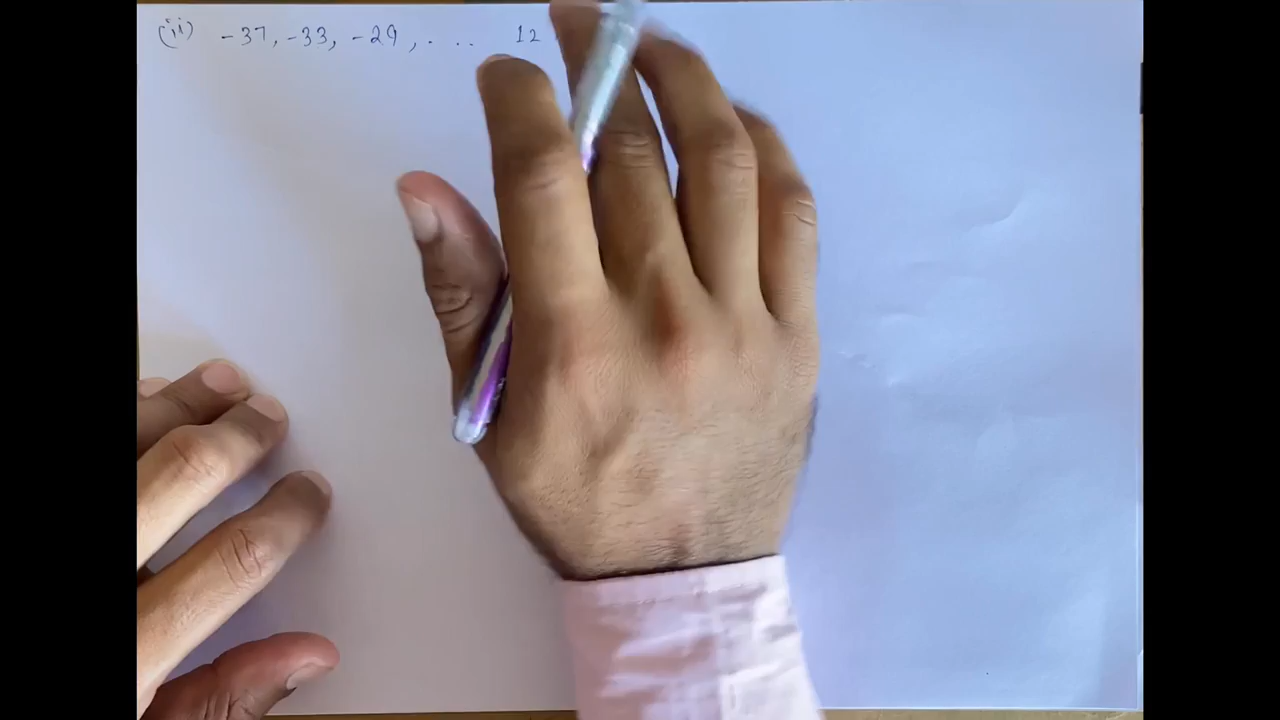 (ii) -37, -33, -29, . .. 12